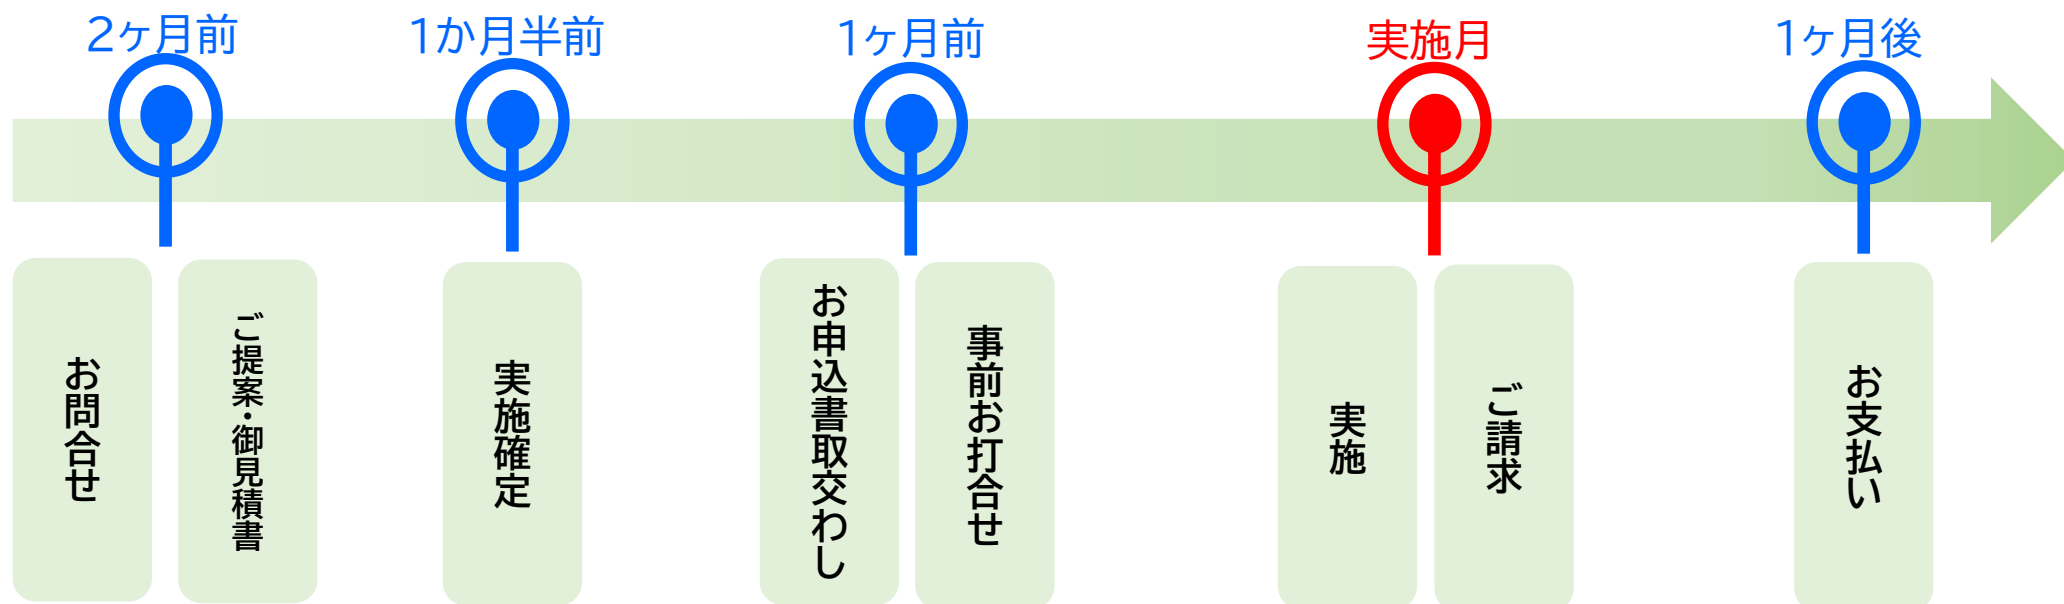 2ヶ月前
1か月半前
1ヶ月前
実施月
1ヶ月後
お問合せ
ご提案・御見積書
実施確定
お申込書取交わし
事前お打合せ
実施
ご請求
お支払い